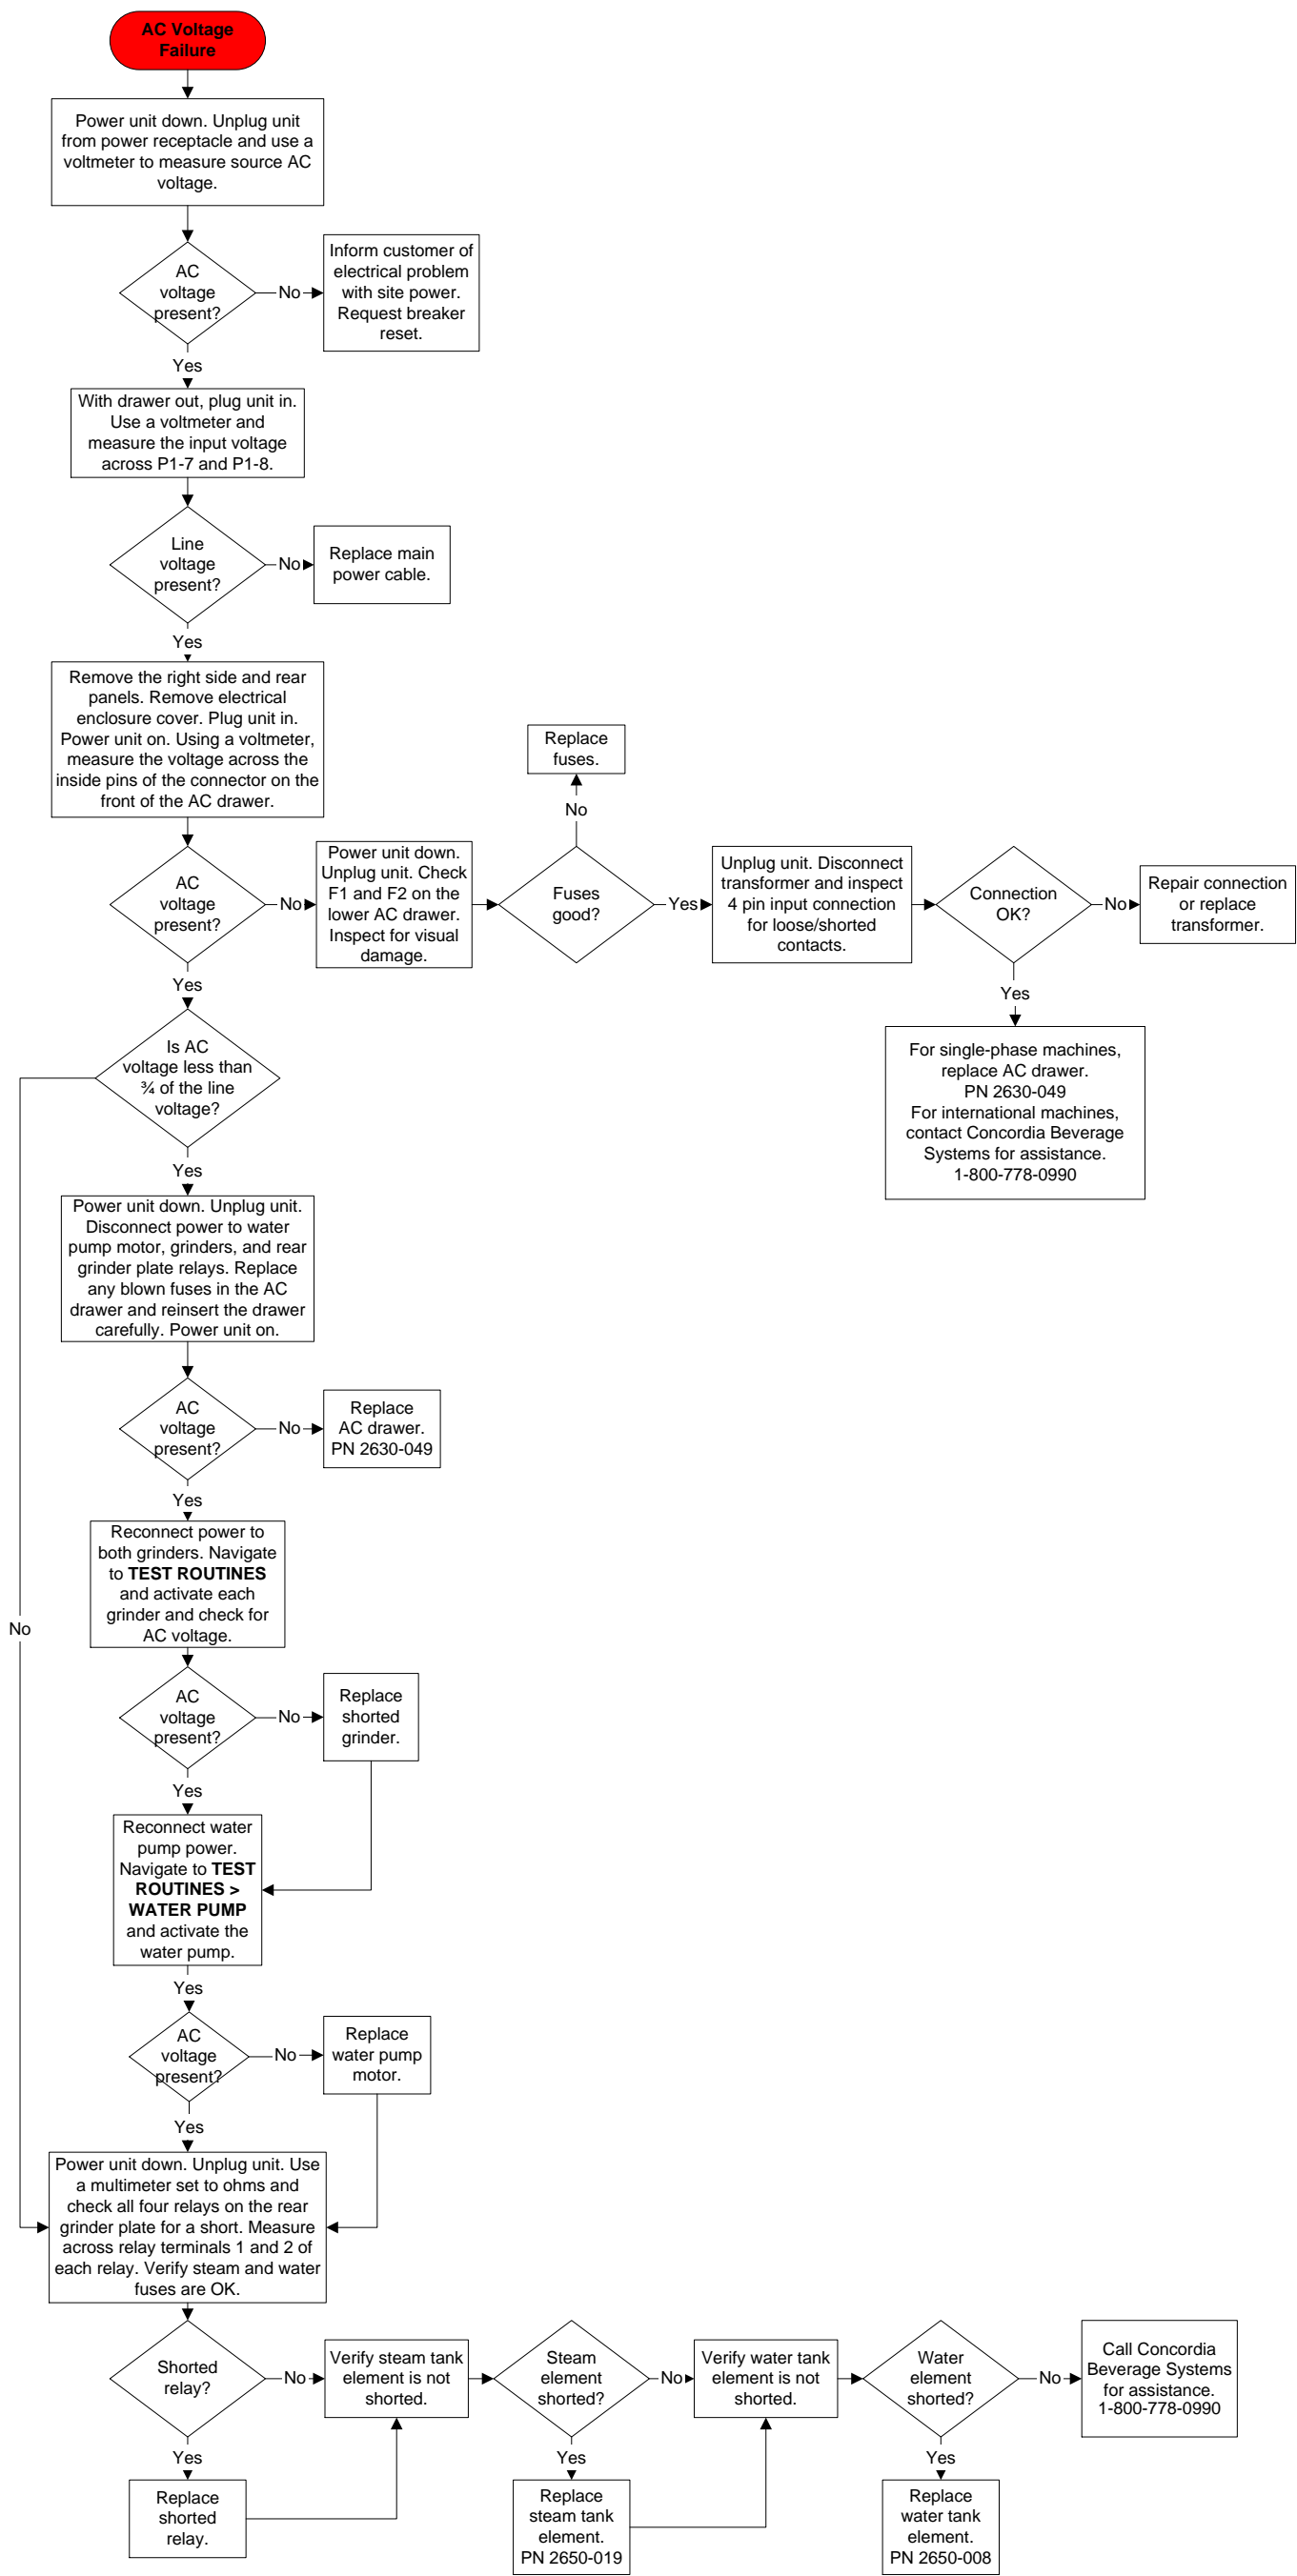 AC Voltage
Failure
Power unit down. Unplug unit
from power receptacle and use a
voltmeter to measure source AC
voltage.
AC
voltage
present?
No
Inform customer of
electrical problem
with site power.
Request breaker
reset.
Yes
With drawer out, plug unit in.
Use a voltmeter and
measure the input voltage
across P1-7 and P1-8.
Line
voltage
present?
No
Replace main
power cable.
Yes
Remove the right side and rear
panels. Remove electrical
enclosure cover. Plug unit in.
Power unit on. Using a voltmeter,
measure the voltage across the
inside pins of the connector on the
front of the AC drawer.
AC
voltage
present?
No
Power unit down.
Unplug unit. Check
F1 and F2 on the
lower AC drawer.
Inspect for visual
damage.
Fuses
good?
No
Replace
fuses.
Yes
Unplug unit. Disconnect
transformer and inspect
4 pin input connection
for loose/shorted
contacts.
Connection
OK?
No
Repair connection
or replace
transformer.
Yes
For single-phase machines,
replace AC drawer.
PN 2630-049
For international machines,
contact Concordia Beverage
Systems for assistance.
1-800-778-0990
Yes
Is AC
voltage less than
¾ of the line
voltage?
No
Yes
Power unit down. Unplug unit.
Disconnect power to water
pump motor, grinders, and rear
grinder plate relays. Replace
any blown fuses in the AC
drawer and reinsert the drawer
carefully. Power unit on.
AC
voltage
present?
No
Replace
AC drawer.
PN 2630-049
Yes
Reconnect power to
both grinders. Navigate
to TEST ROUTINES
and activate each
grinder and check for
AC voltage.
AC
voltage
present?
No
Replace
shorted
grinder.
Yes
Reconnect water
pump power.
Navigate to TEST
ROUTINES >
WATER PUMP
and activate the
water pump.
Yes
AC
voltage
present?
No
Replace
water pump
motor.
Yes
Power unit down. Unplug unit. Use
a multimeter set to ohms and
check all four relays on the rear
grinder plate for a short. Measure
across relay terminals 1 and 2 of
each relay. Verify steam and water
fuses are OK.
Shorted
relay?
No
Verify steam tank
element is not
shorted.
Steam
element
shorted?
No
Verify water tank
element is not
shorted.
Water
element
shorted?
No
Call Concordia
Beverage Systems
for assistance.
1-800-778-0990
Yes
Replace
shorted
relay.
Yes
Replace
steam tank
element.
PN 2650-019
Yes
Replace
water tank
element.
PN 2650-008